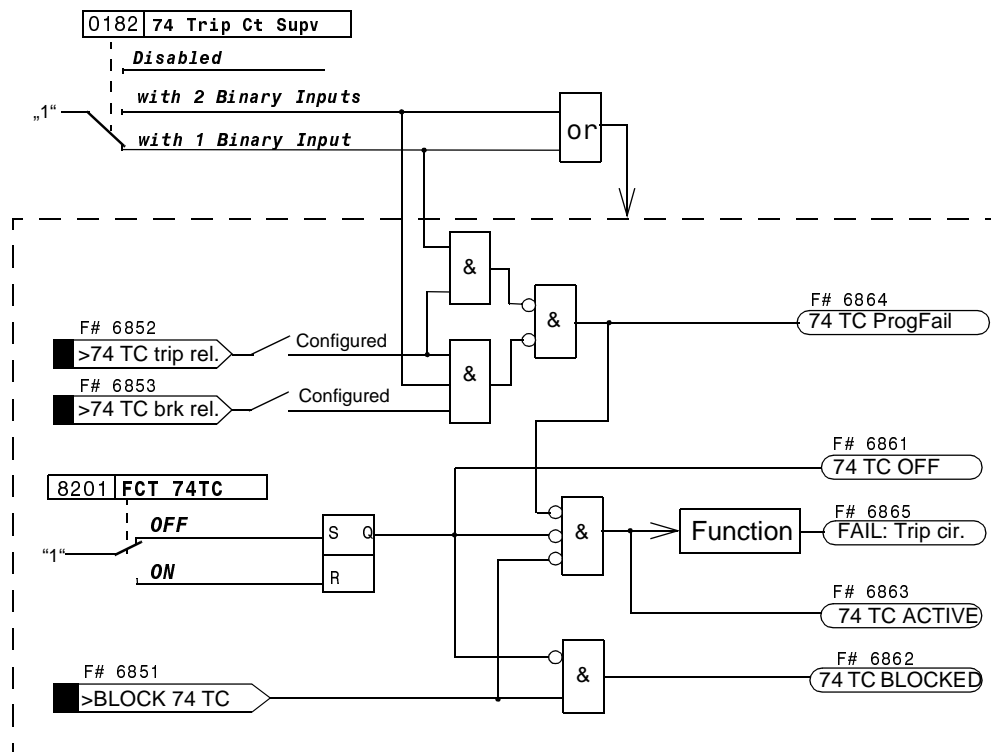 0182 74 Trip Ct Supv
Disabled
with 2 Binary Inputs
„1“
with 1 Binary Input
or
&
F# 6864
74 TC ProgFail
&
F# 6852
>74 TC trip rel.
Configured
&
F# 6853
>74 TC brk rel.
Configured
F# 6861
74 TC OFF
8201 FCT 74TC
F# 6865
FAIL: Trip cir.
OFF
S Q
&
Function
“1“
ON
R
F# 6863
74 TC ACTIVE
F# 6862
74 TC BLOCKED
&
F# 6851
>BLOCK 74 TC